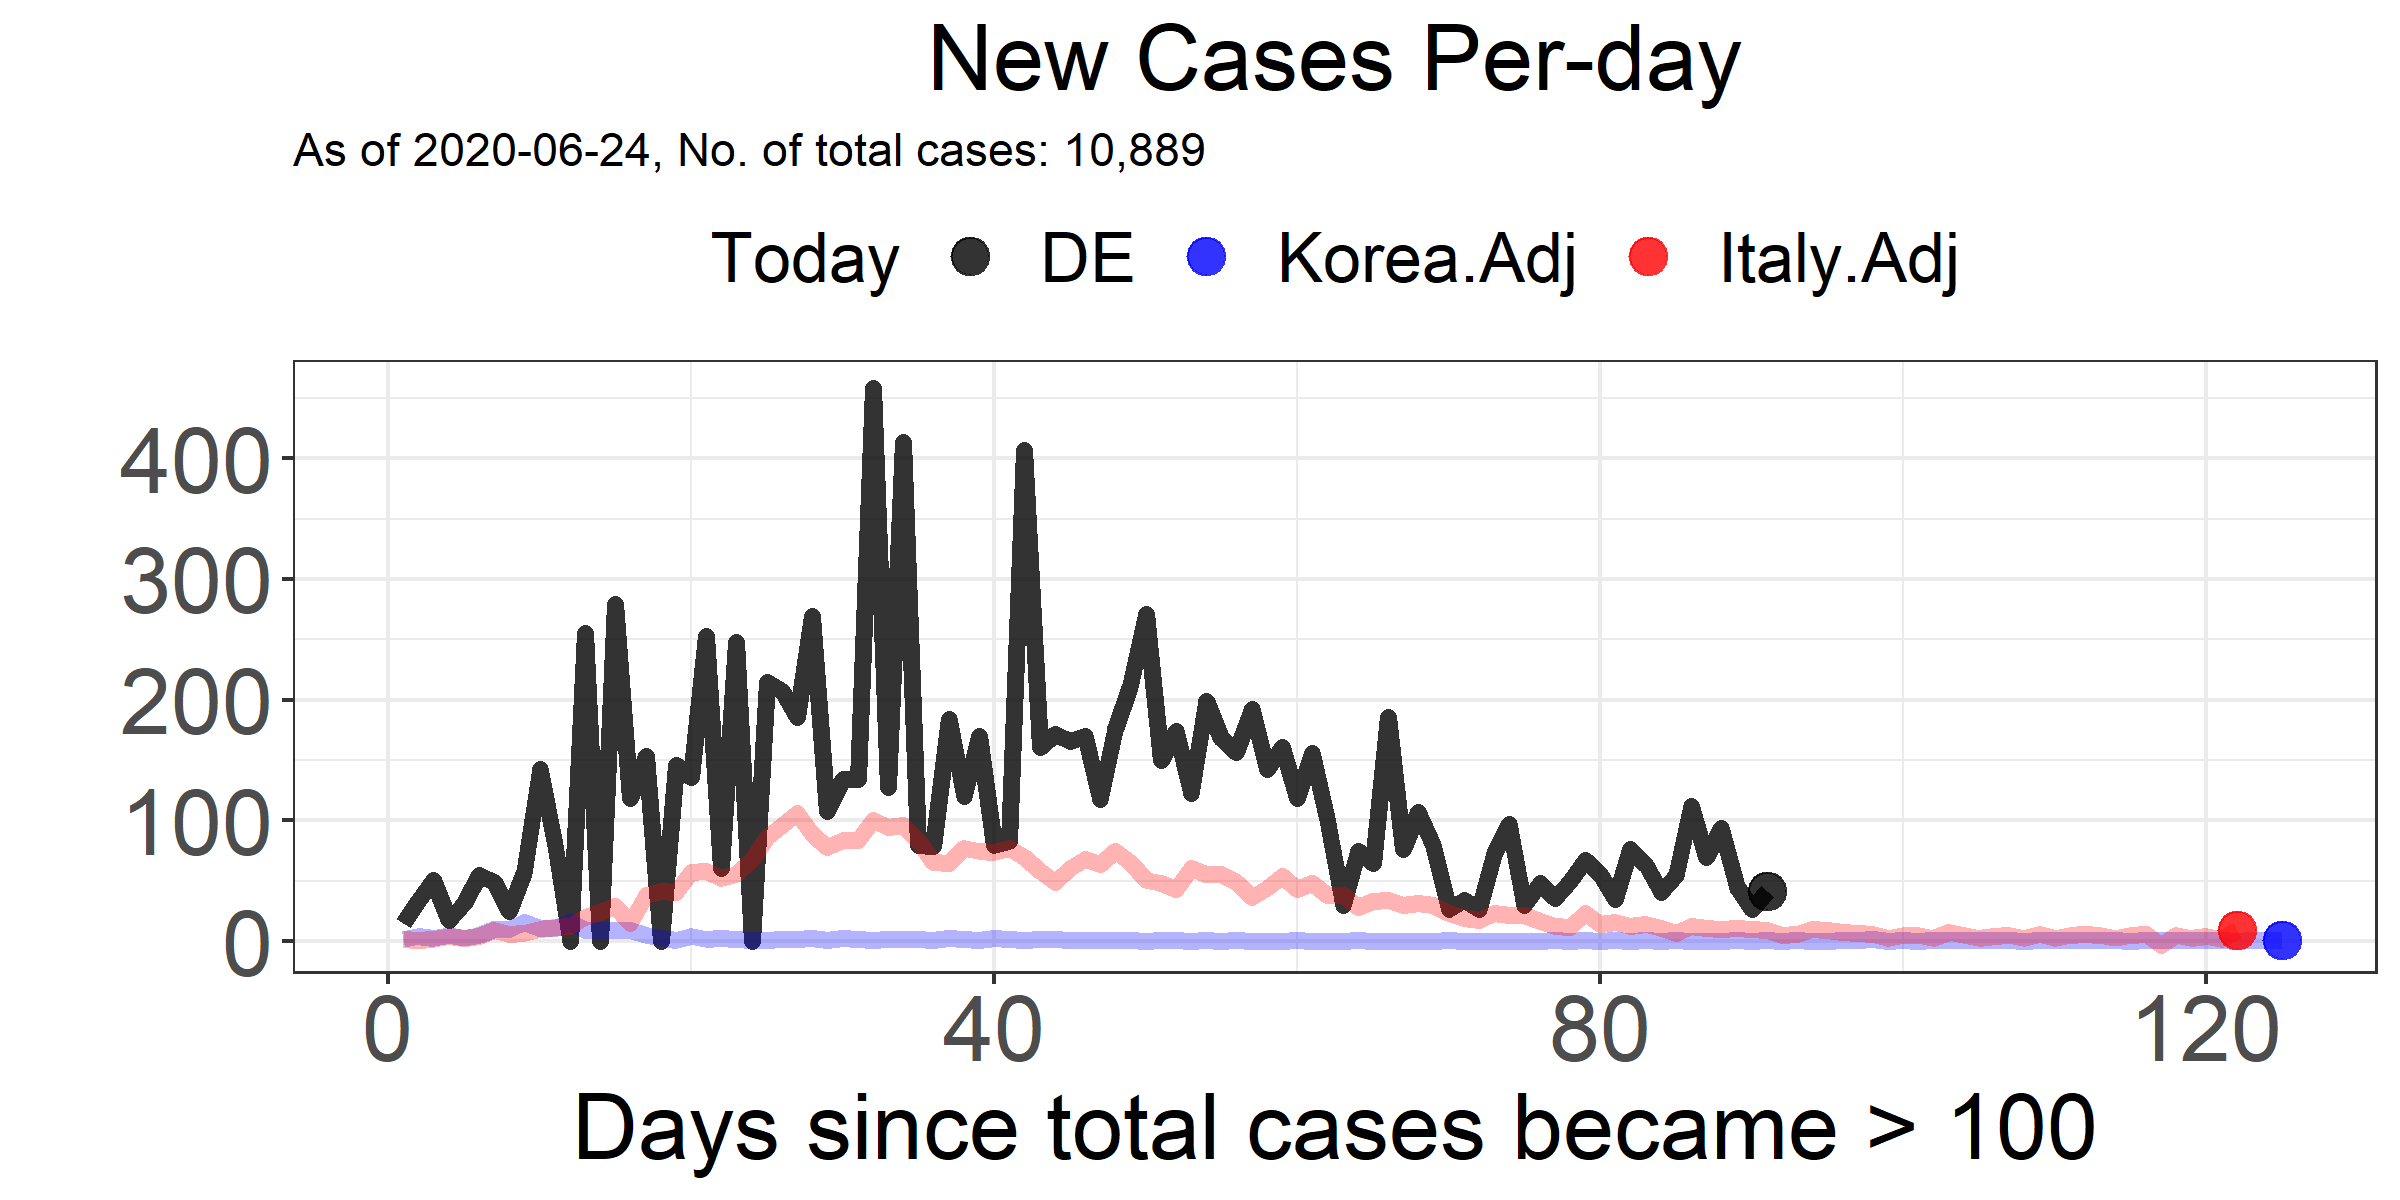 New Cases Per-day
As of 2020-06-24, No. of total cases: 10,889
Today DE Korea.Adj Italy.Adj
400
300
200
100
0
0 40 80 120
Days since total cases became > 100